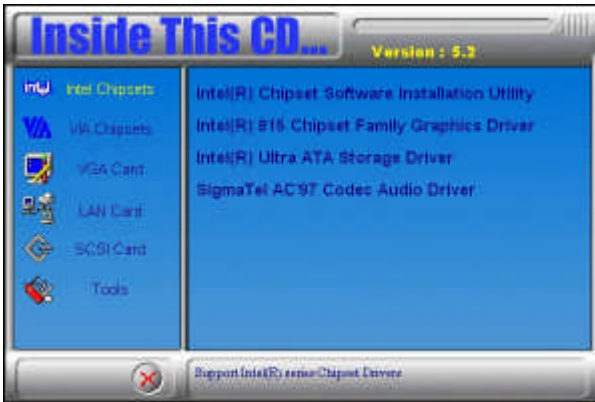 Inside This CD...
Version : 5.2
intel
Intel Chipsets
VIA
VIA Chipsets
VGA Card
LAN Card
SCSI Card
Tools
Intel(R) Chipset Software Installation Utility
Intel(R) 815 Chipset Family Graphics Driver
Intel(R) Ultra ATA Storage Driver
SigmaTel AC'97 Codec Audio Driver
Support Intel(R) series Chipset Drivers